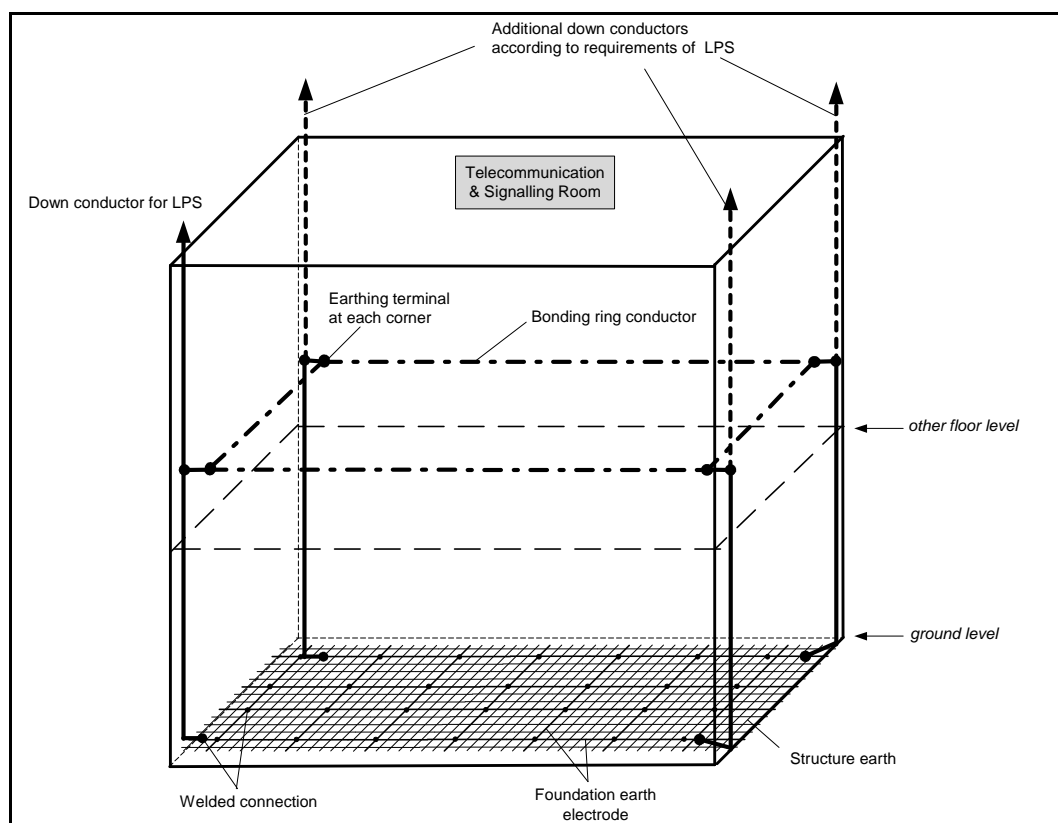 Additional down conductors
according to requirements of LPS
Telecommunication
& Signalling Room
Down conductor for LPS
Earthing terminal
at each corner
Bonding ring conductor
other floor level
ground level
Structure earth
Welded connection
Foundation earth
electrode